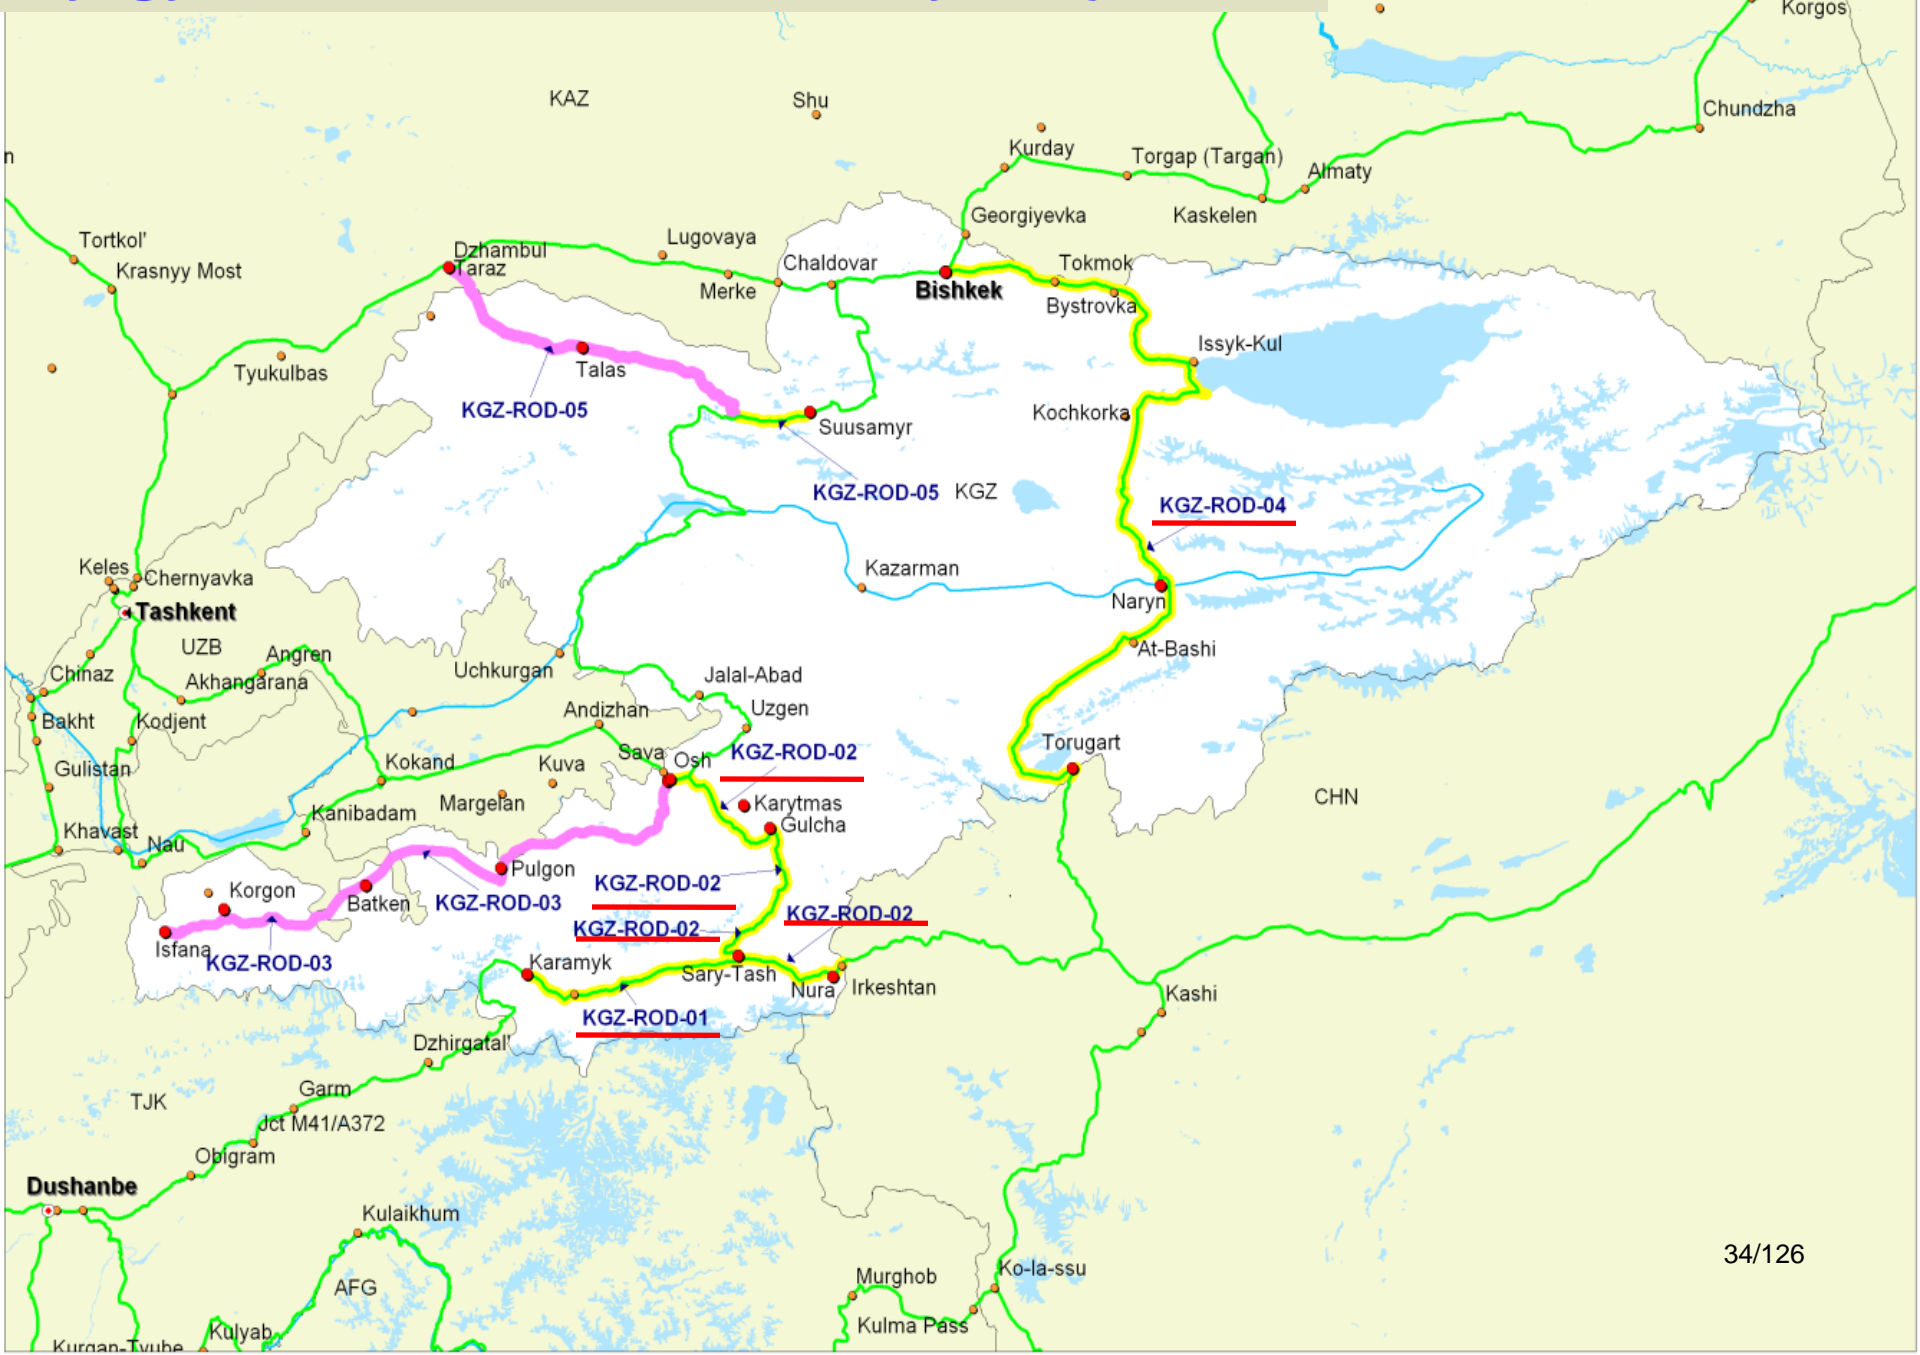 Korgos
KAZ
Shu
Chundzha
n
Kurday
Torgap (Targan)
Almaty
Georgiyevka
Kaskelen
Tortkol'
Krasnyy Most
Dzhambul
Taraz
Lugovaya
Chaldovar
Merke
Bishkek
Tokmok
Bystrovka
Issyk-Kul
Tyukulbas
Talas
KGZ-ROD-05
Kochkorka
Suusamyr
KGZ-ROD-05
KGZ
KGZ-ROD-04
Keles
Chernyavka
Kazarman
Tashkent
Naryn
UZB
Angren
At-Bashi
Chinaz
Akhangarana
Uchkurgan
Jalal-Abad
Bakht
Kodjent
Andizhan
Uzgen
Torugart
Sava
Osh
KGZ-ROD-02
Gulistan
Kokand
Kuva
CHN
Margelan
Karytmas
Kanibadam
Gulcha
Khavast
Nau
Pulgon
KGZ-ROD-02
Korgon
Batken
KGZ-ROD-03
KGZ-ROD-02
KGZ-ROD-02
Isfana
KGZ-ROD-03
Karamyk
Sary-Tash
Nura
Irkeshtan
Kashi
KGZ-ROD-01
Dzhirgatal'
Garm
TJK
Jct M41/A372
Obigram
Dushanbe
Kulaikhum
34/126
AFG
Murghob
Ko-la-ssu
Kulma Pass
Kulyab
Kurgan-Tyube